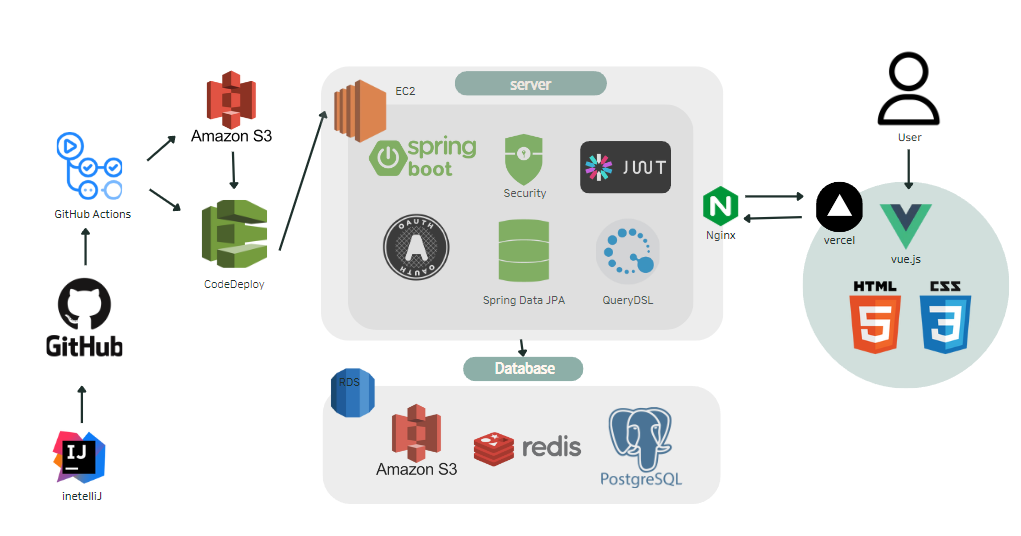 Amazon S3
GitHub Actions
CodeDeploy
GitHub
IJ
inetelliJ
server
EC2
spring
boot
Security
JWT
OAUTH
A
OAUTH
Spring Data JPA
QueryDSL
N
Nginx
User
vercel
vue.js
HTML
5
CSS
3
Database
RDS
Amazon S3
redis
PostgreSQL